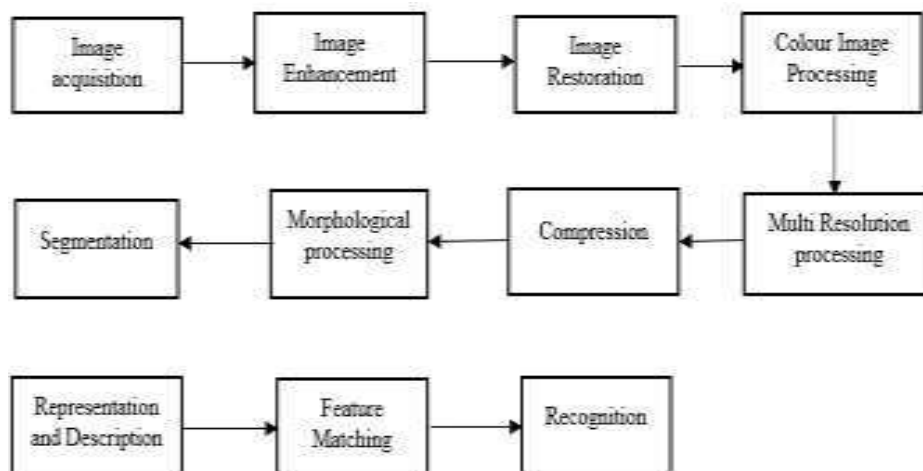 Image
acquisition
Image
Enhancement
Image
Restoration
Colour Image
Processing
Multi Resolution
processing
Compression
Morphological
processing
Segmentation
Representation
and Description
Feature
Matching
Recognition